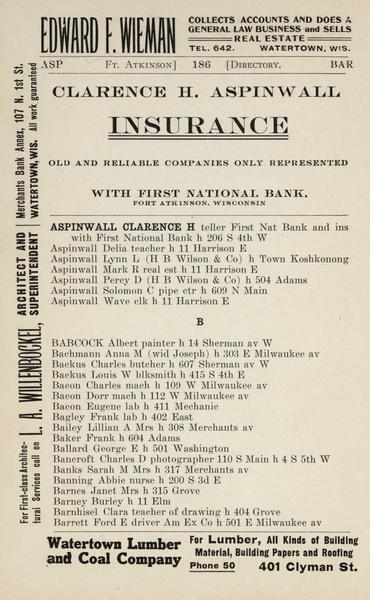 EDWARD F. WIEMAN
COLLECTS ACCOUNTS AND DOES A
GENERAL LAW BUSINESS and SELLS
REAL ESTATE
TEL. 642. WATERTOWN, WIS.
ASP FT. ATKINSON] 186 [DIRECTORY. BAR
CLARENCE H. ASPINWALL
INSURANCE
OLD AND RELIABLE COMPANIES ONLY REPRESENTED
WITH FIRST NATIONAL BANK,
FORT ATKINSON, WISCONSIN
ASPINWALL CLARENCE H teller First Nat Bank and ins
with First National Bank h 206 S 4th W
Aspinwall Delia teacher h 11 Harrison E
Aspinwall Lynn L (H B Wilson & Co) h Town Koshkonong
Aspinwall Mark R real est h 11 Harrison E
Aspinwall Percy D (H B Wilson & Co) h 504 Adams
Aspinwall Solomon C pipe ctr h 609 N Main
Aspinwall Wave clk h 11 Harrison E
B
BABCOCK Albert painter h 14 Sherman av W
Bachmann Anna M (wid Joseph) h 303 E Milwaukee av
Backus Charles butcher h 607 Sherman av W
Backus Louis W blksmith h 415 S 4th E
Bacon Charles mach h 109 W Milwaukee av
Bacon Dorr mach h 112 W Milwaukee av
Bacon Eugene lab h 411 Mechanic
Bagley Frank lab h 402 East
Bailey Lillian A Mrs h 308 Merchants av
Baker Frank h 604 Adams
Ballard George E h 501 Washington
Bancroft Charles D photographer 110 S Main h 4 S 5th W
Banks Sarah M Mrs h 317 Merchants av
Banning Abbie nurse h 200 S 3d E
Barnes Janet Mrs h 315 Grove
Barney Burley h 11 Elm
Barnhisel Clara teacher of drawing h 404 Grove
Barrett Ford E driver Am Ex Co h 501 E Milwaukee av
For First-class Architec-
tural Services call on
L. A. WILLENBOCKEL,
ARCHITECT AND
SUPERINTENDENT
Merchants Bank Annex, 107 N. 1st St.
WATERTOWN, WIS. All work guaranteed
Watertown Lumber
and Coal Company
For Lumber, All Kinds of Building
Material, Building Papers and Roofing
Phone 50 401 Clyman St.